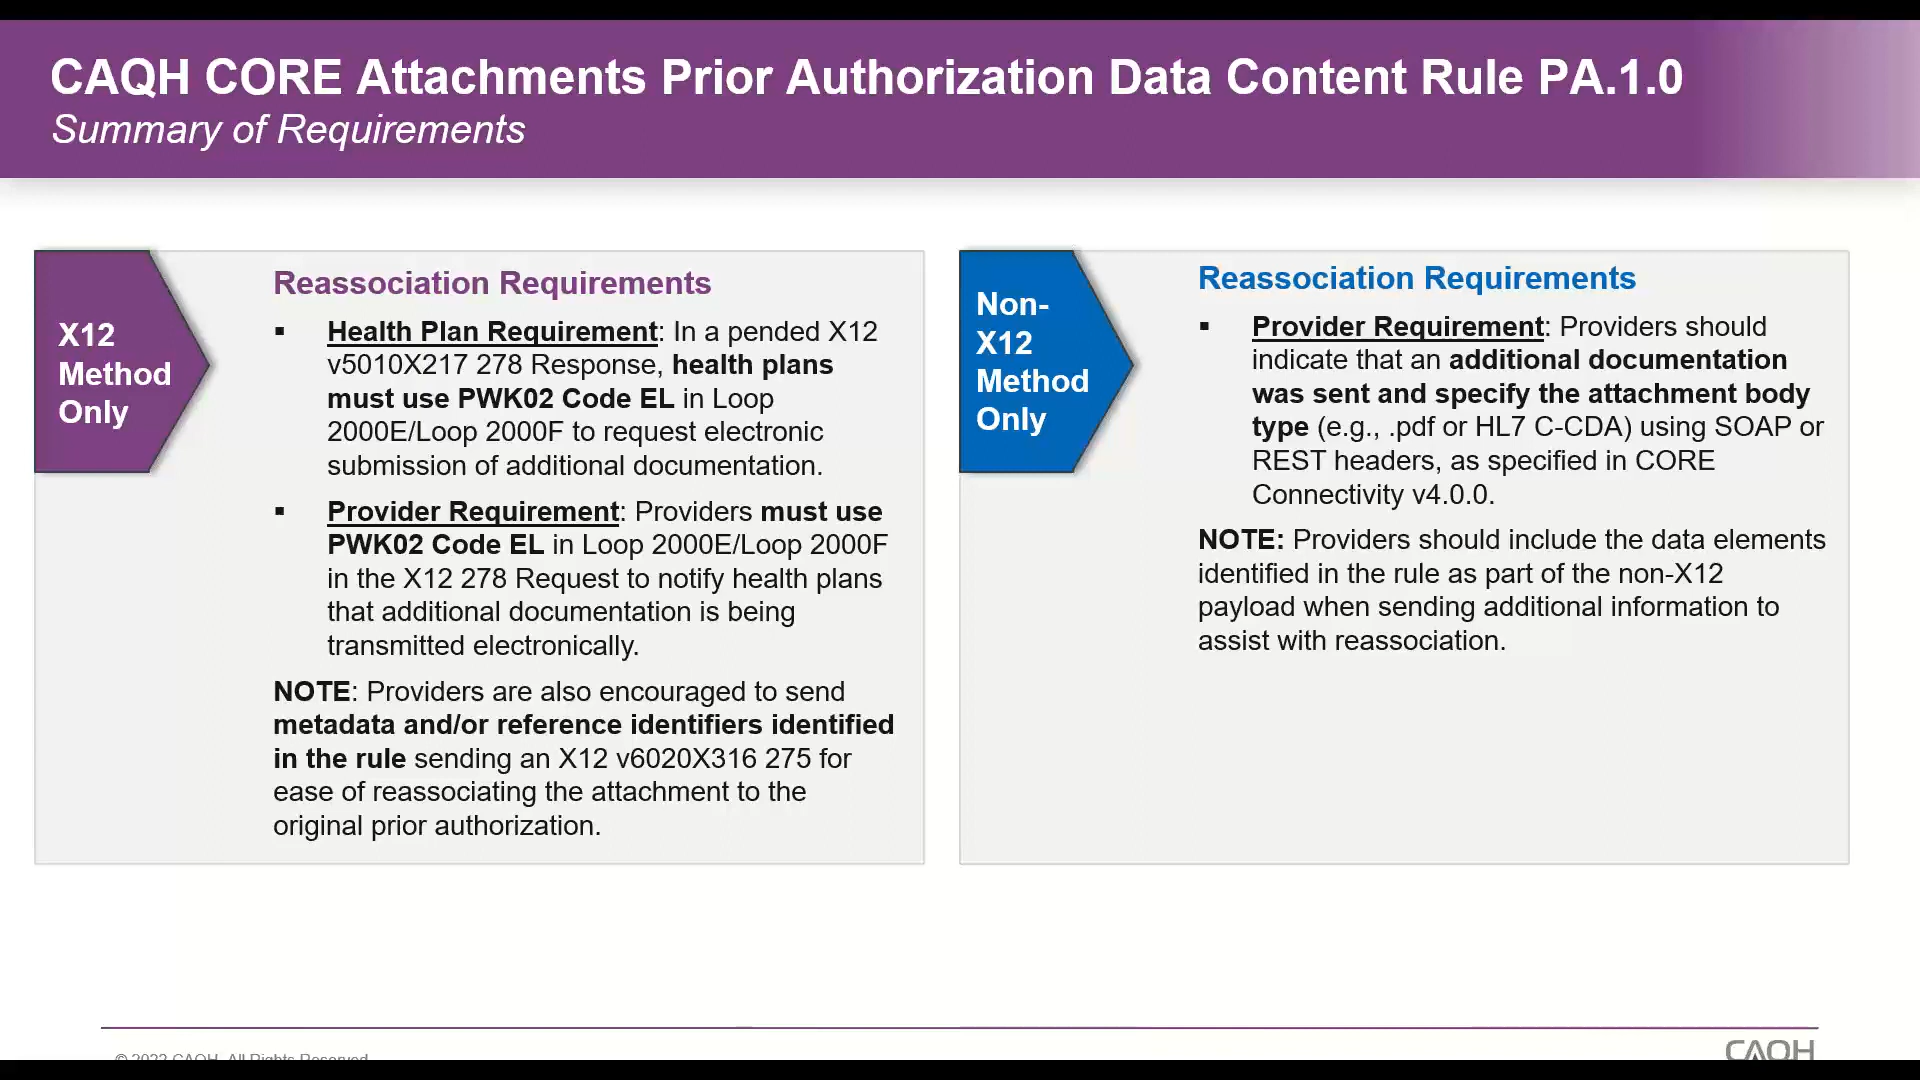 CAQH CORE Attachments Prior Authorization Data Content Rule PA.1.0
Summary of Requirements
X12
Method
Only
Reassociation Requirements
▪ Health Plan Requirement: In a pended X12
v5010X217 278 Response, health plans
must use PWK02 Code EL in Loop
2000E/Loop 2000F to request electronic
submission of additional documentation.
▪ Provider Requirement: Providers must use
PWK02 Code EL in Loop 2000E/Loop 2000F
in the X12 278 Request to notify health plans
that additional documentation is being
transmitted electronically.
NOTE: Providers are also encouraged to send
metadata and/or reference identifiers identified
in the rule sending an X12 v6020X316 275 for
ease of reassociating the attachment to the
original prior authorization.
Non-
X12
Method
Only
Reassociation Requirements
▪ Provider Requirement: Providers should
indicate that an additional documentation
was sent and specify the attachment body
type (e.g., .pdf or HL7 C-CDA) using SOAP or
REST headers, as specified in CORE
Connectivity v4.0.0.
NOTE: Providers should include the data elements
identified in the rule as part of the non-X12
payload when sending additional information to
assist with reassociation.
© 2022 CAQH, All Rights Reserved.
CAQH